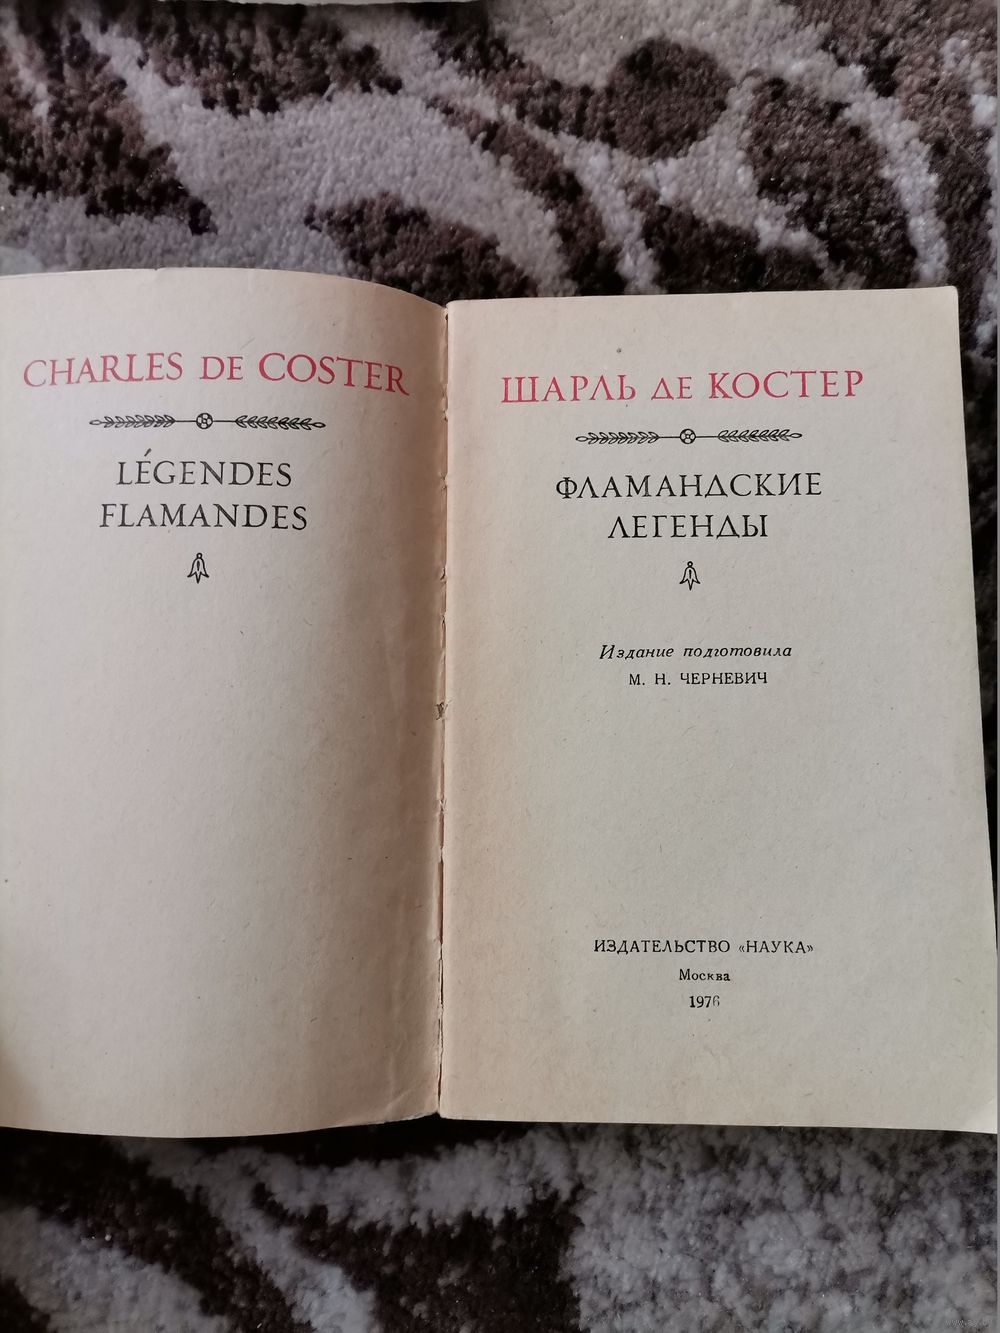 CHARLES DE COSTER
LÉGENDES
FLAMANDES
ШАРЛЬ ДЕ КОСТЕР
ФЛАМАНДСКИЕ
ЛЕГЕНДЫ
Издание подготовила
М. Н. ЧЕРНЕВИЧ
ИЗДАТЕЛЬСТВО «НАУКА»
Москва
1976